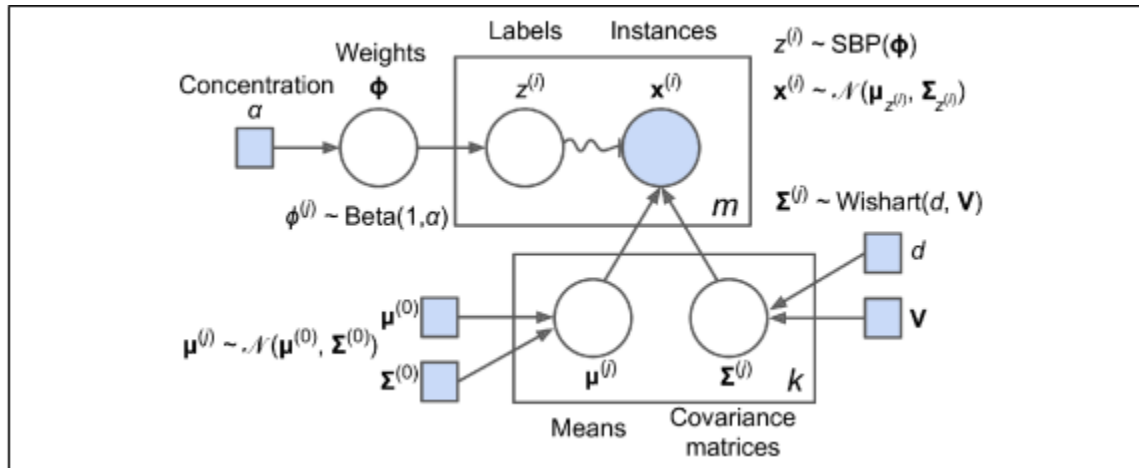 Labels Instances
z⁽ⁱ⁾ ~ SBP(ϕ)
Weights
Concentration
ϕ
z⁽ⁱ⁾
x⁽ⁱ⁾
x⁽ⁱ⁾ ~ 𝒩(μ_z⁽ⁱ⁾, Σ_z⁽ⁱ⁾)
α
m
ϕ⁽ʲ⁾ ~ Beta(1,α)
Σ⁽ʲ⁾ ~ Wishart(d, V)
d
μ⁽⁰⁾
V
μ⁽ʲ⁾ ~ 𝒩(μ⁽⁰⁾, Σ⁽⁰⁾)
Σ⁽⁰⁾
μ⁽ʲ⁾
Σ⁽ʲ⁾
k
Means
Covariance
matrices